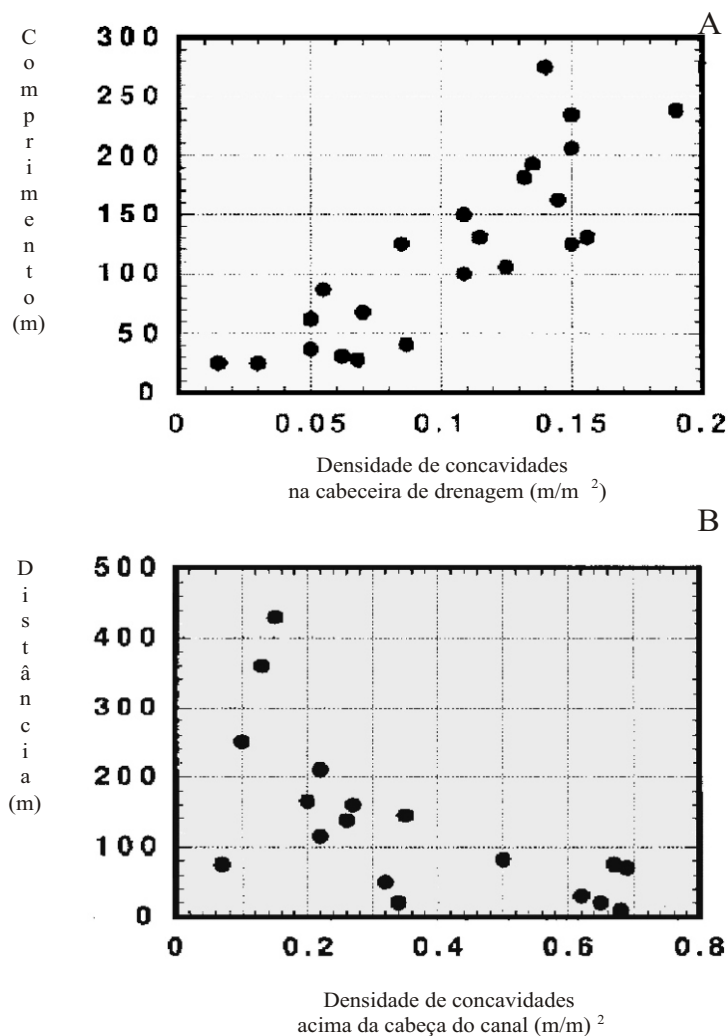 A
Comprimento
(m)
300
250
200
150
100
50
0
0 0.05 0.1 0.15 0.2
Densidade de concavidades
na cabeceira de drenagem (m/m 2)
B
Distância
(m)
500
400
300
200
100
0
0 0.2 0.4 0.6 0.8
Densidade de concavidades
acima da cabeça do canal (m/m) 2